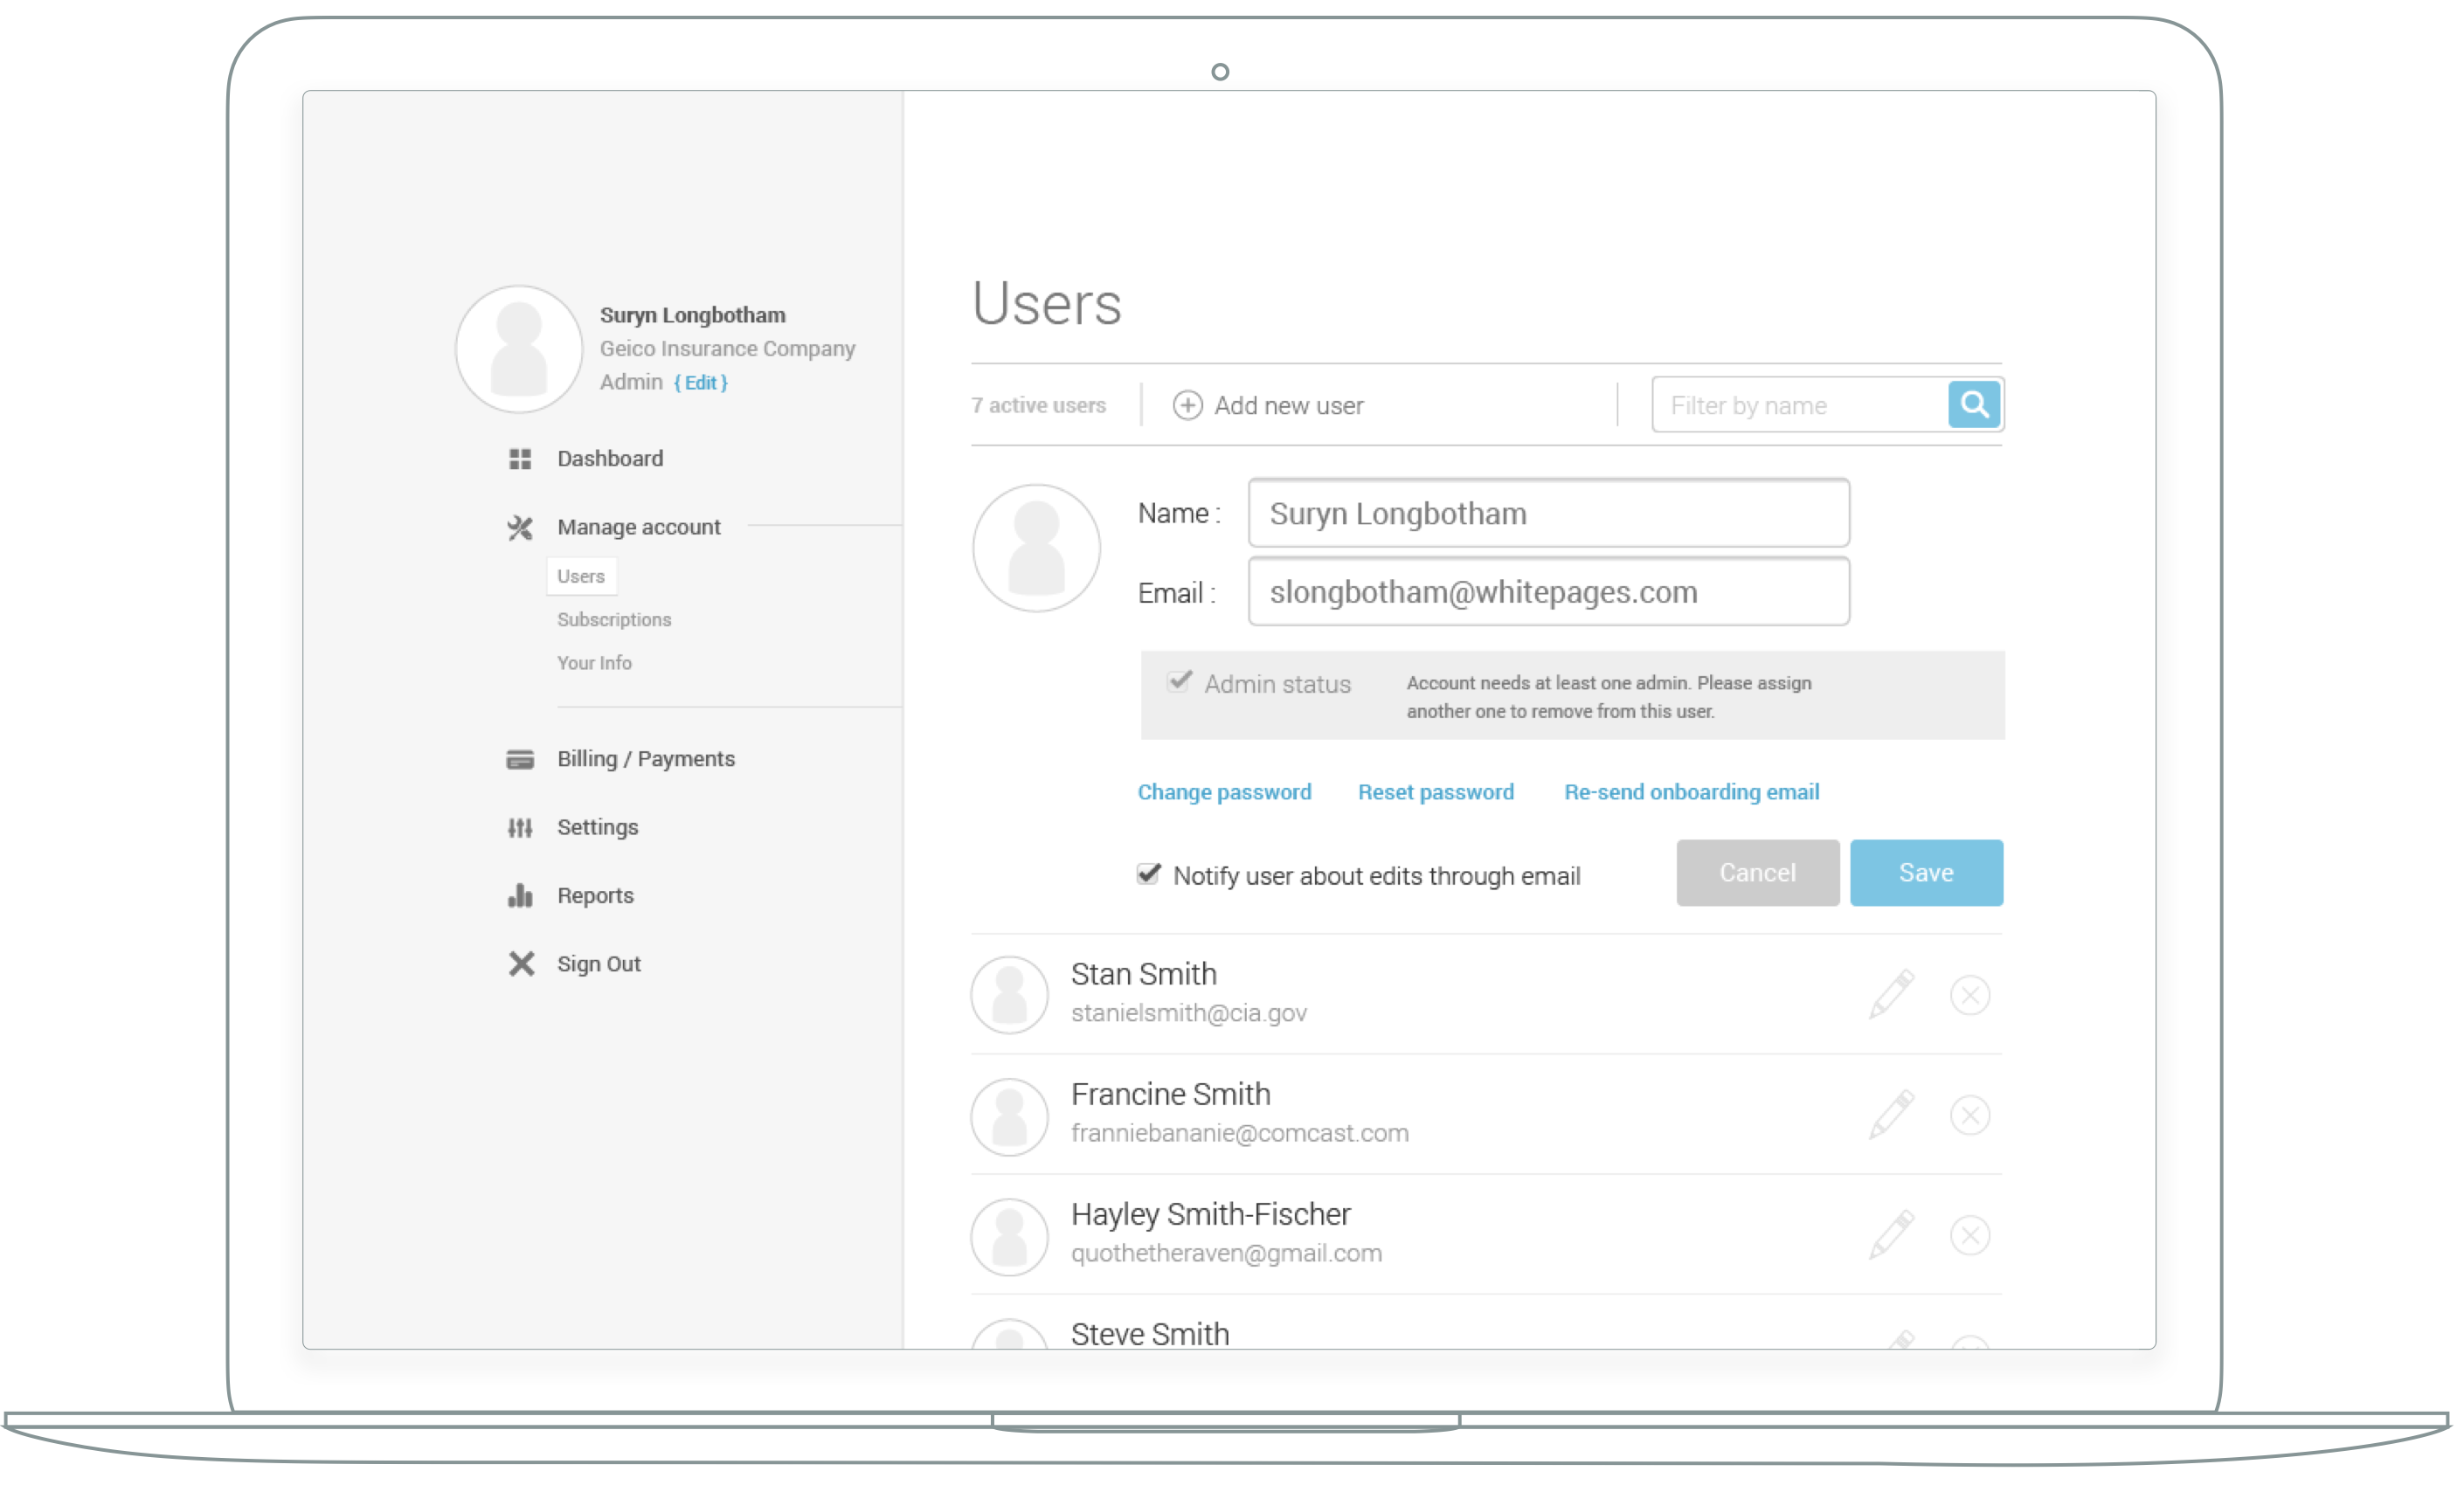 Suryn Longbotham
Geico Insurance Company
Admin { Edit }
Dashboard
Manage account
Users
Subscriptions
Your Info
Billing / Payments
Settings
Reports
Sign Out
Users
7 active users
Add new user
Filter by name
Name : Suryn Longbotham
Email : slongbotham@whitepages.com
Admin status
Account needs at least one admin. Please assign
another one to remove from this user.
Change password Reset password Re-send onboarding email
Notify user about edits through email
Cancel
Save
Stan Smith
stanielsmith@cia.gov
Francine Smith
franniebananie@comcast.com
Hayley Smith-Fischer
quothetheraven@gmail.com
Steve Smith